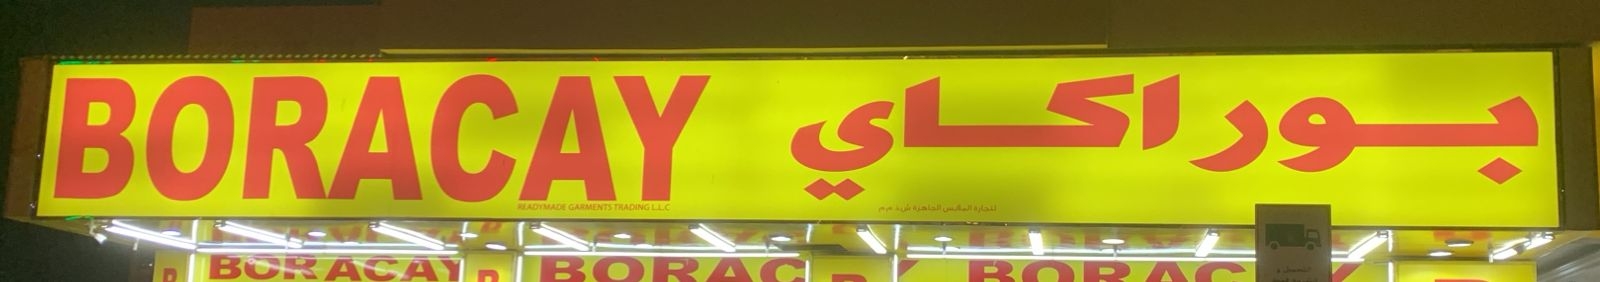 BORACAY
بوراكاي
READYMADE GARMENTS TRADING L.L.C
لتجارة الملابس الجاهزة ش.ذ.م.م
BORACAY
BORAC
BORAC